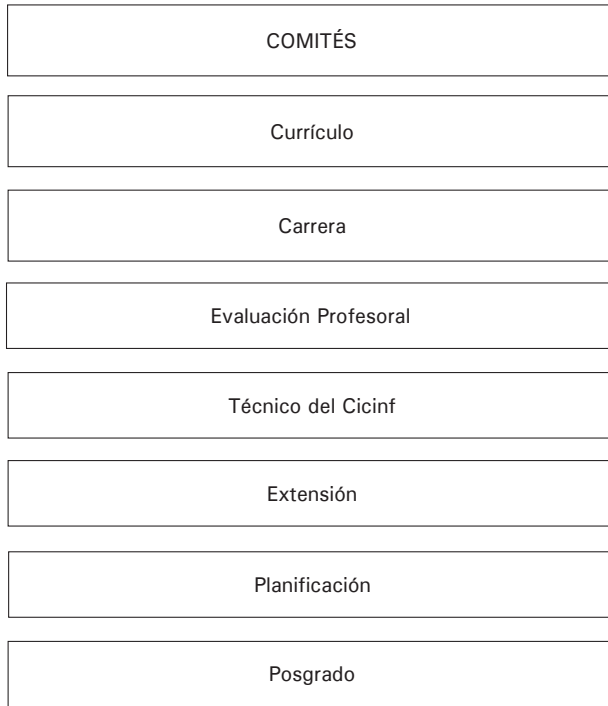 COMITÉS
Currículo
Carrera
Evaluación Profesoral
Técnico del Cicinf
Extensión
Planificación
Posgrado